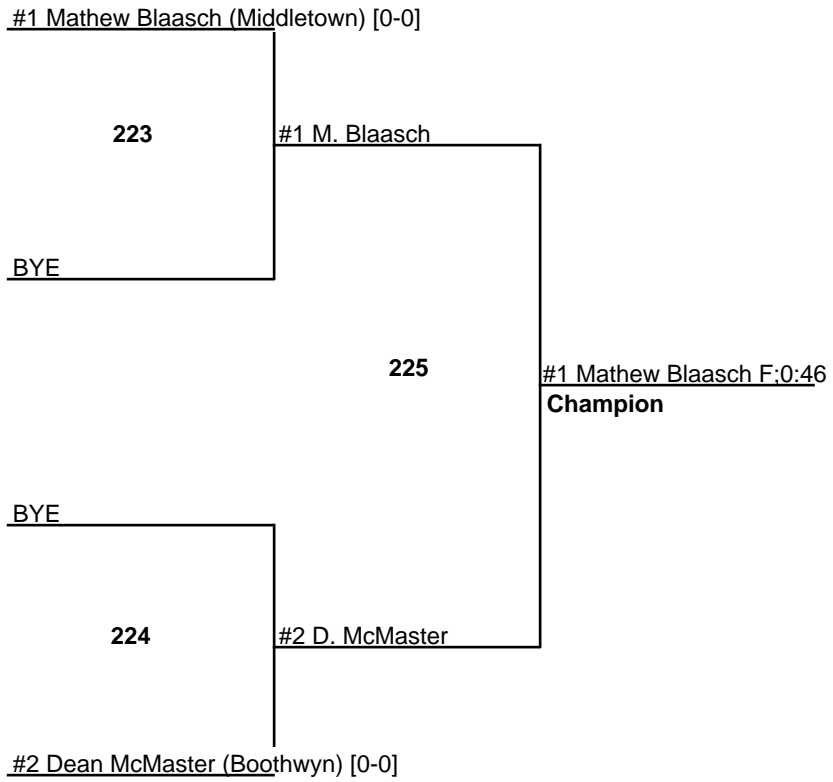 #1 Mathew Blaasch (Middletown) [0-0]
223
#1 M. Blaasch
BYE
225
#1 Mathew Blaasch F;0:46
Champion
BYE
224
#2 D. McMaster
#2 Dean McMaster (Boothwyn) [0-0]